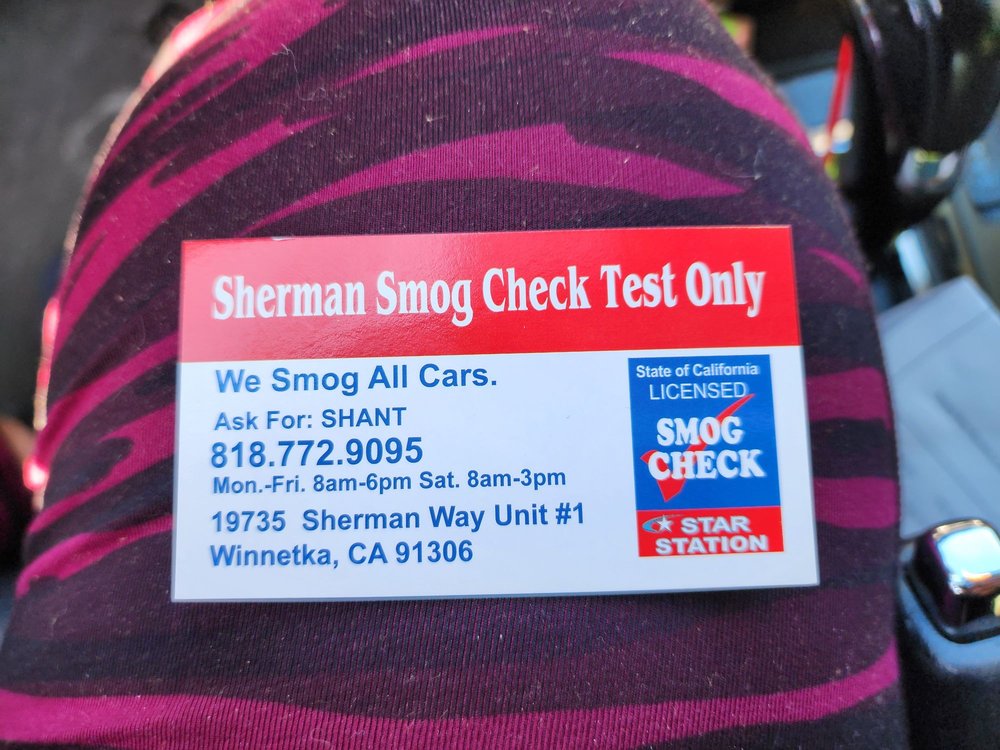 Sherman Smog Check Test Only
We Smog All Cars.
Ask For: SHANT
818.772.9095
Mon.-Fri. 8am-6pm Sat. 8am-3pm
19735 Sherman Way Unit #1
Winnetka, CA 91306
State of California
LICENSED
SMOG
CHECK
STAR
STATION